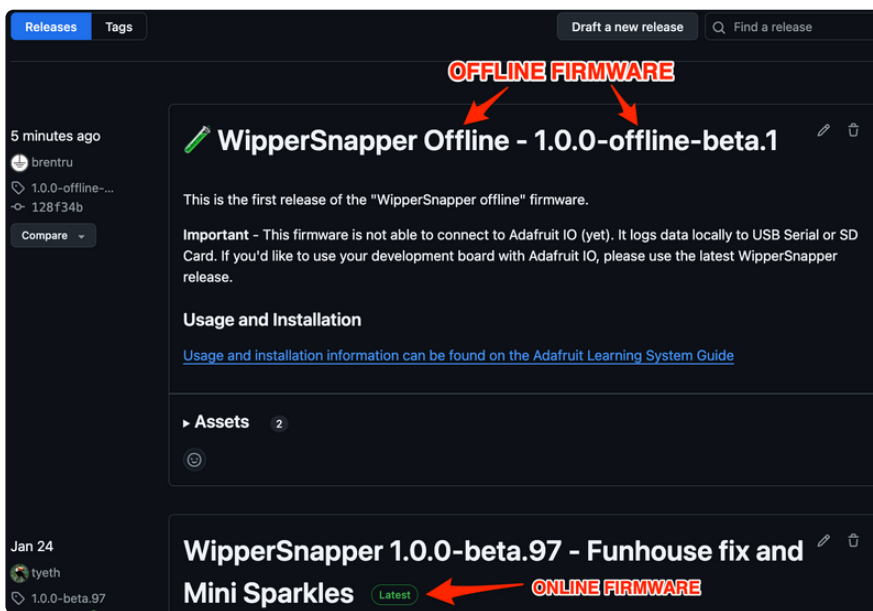 Releases
Tags
Draft a new release
Find a release
OFFLINE FIRMWARE
5 minutes ago
brentru
1.0.0-offline-...
128f34b
Compare
WipperSnapper Offline - 1.0.0-offline-beta.1
This is the first release of the "WipperSnapper offline" firmware.
Important - This firmware is not able to connect to Adafruit IO (yet). It logs data locally to USB Serial or SD
Card. If you'd like to use your development board with Adafruit IO, please use the latest WipperSnapper
release.
Usage and Installation
Usage and installation information can be found on the Adafruit Learning System Guide
Assets 2
Jan 24
tyeth
1.0.0-beta.97
WipperSnapper 1.0.0-beta.97 - Funhouse fix and
Mini Sparkles Latest
ONLINE FIRMWARE